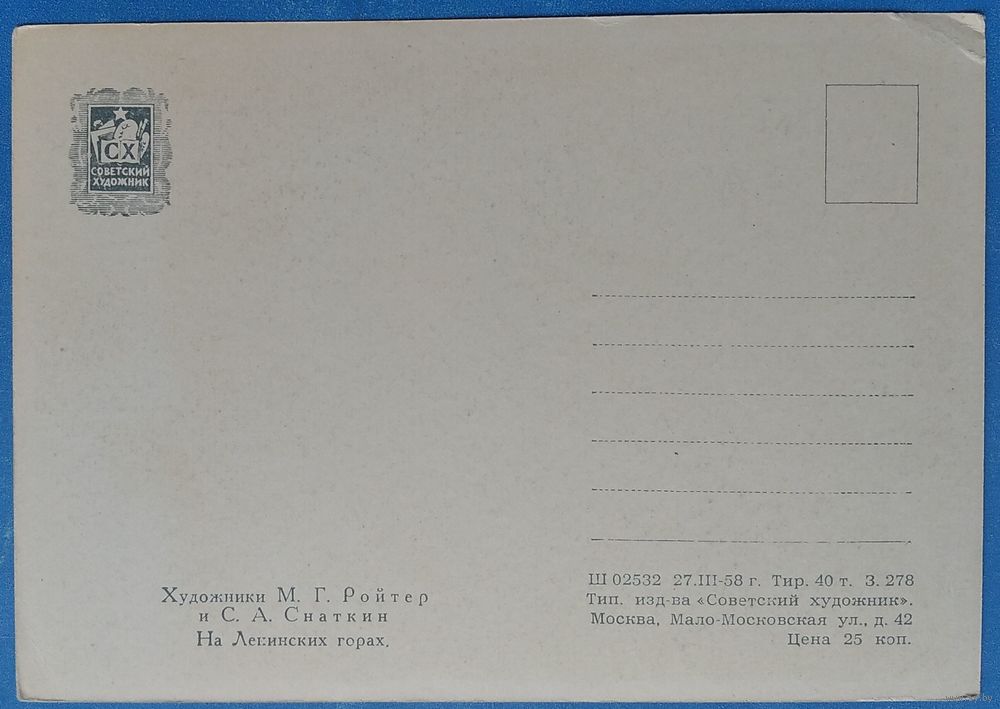 СХ
СОВЕТСКИЙ
ХУДОЖНИК
Художники М. Г. Ройтер
и С. А. Снаткин
На Ленинских горах.
Ш 02532 27.III-58 г. Тир. 40 т. З. 278
Тип. изд-ва «Советский художник».
Москва, Мало-Московская ул., д. 42
Цена 25 коп.